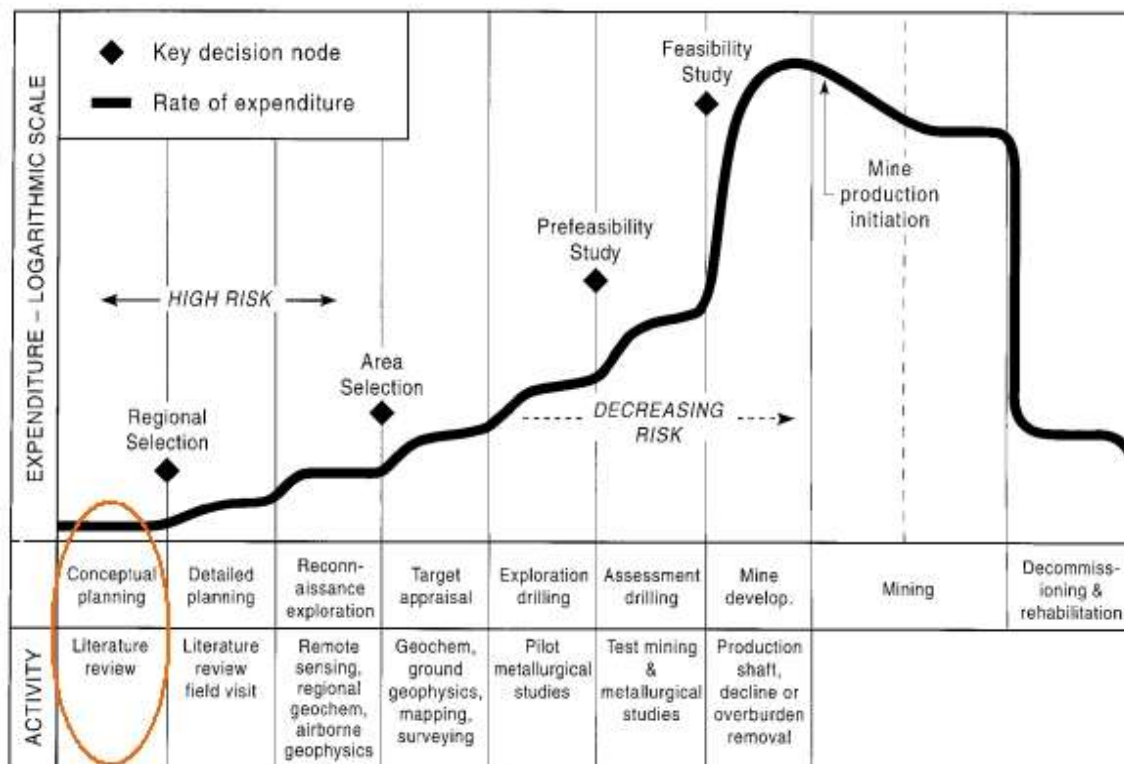 EXPENDITURE – LOGARITHMIC SCALE
Key decision node
Rate of expenditure
Feasibility
Study
Mine
production
initiation
Prefeasibility
Study
HIGH RISK
Area
Selection
DECREASING
RISK
Regional
Selection
Conceptual
planning
Detailed
planning
Reconn-
aissance
exploration
Target
appraisal
Exploration
drilling
Assessment
drilling
Mine
develop.
Mining
Decommiss-
ioning &
rehabilitation
ACTIVITY
Literature
review
Literature
review
field visit
Remote
sensing,
regional
geochem,
airborne
geophysics
Geochem,
ground
geophysics,
mapping,
surveying
Pilot
metallurgical
studies
Test mining
&
metallurgical
studies
Production
shaft,
decline or
overburden
removal